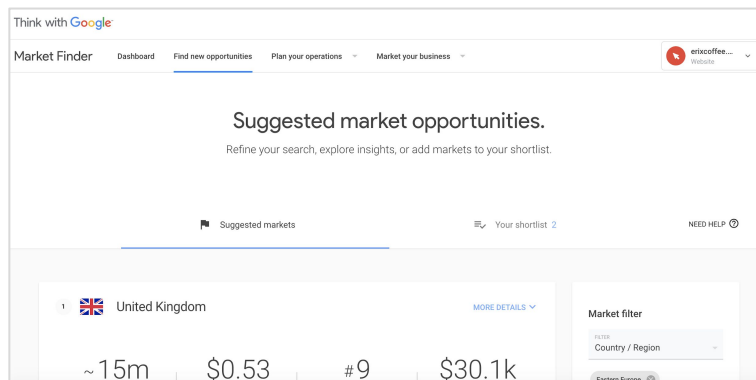 Think with Google
Market Finder
Dashboard
Find new opportunities
Plan your operations
Market your business
erixcoffee....
Website
Suggested market opportunities.
Refine your search, explore insights, or add markets to your shortlist.
Suggested markets
Your shortlist 2
NEED HELP ?
1 United Kingdom
MORE DETAILS
Market filter
FILTER
Country / Region
~15m
$0.53
#9
$30.1k
Eastern Europe